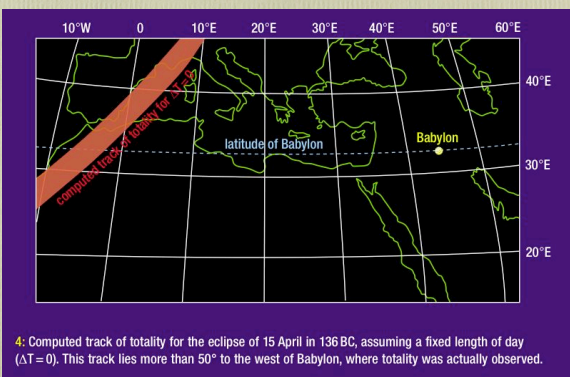 10°W 0 10°E 20°E 30°E 40°E 50°E 60°E
40°E
computed track of totality for ΔT= 0
latitude of Babylon
Babylon
30°E
20°E
4: Computed track of totality for the eclipse of 15 April in 136 BC, assuming a fixed length of day
(ΔT = 0). This track lies more than 50° to the west of Babylon, where totality was actually observed.